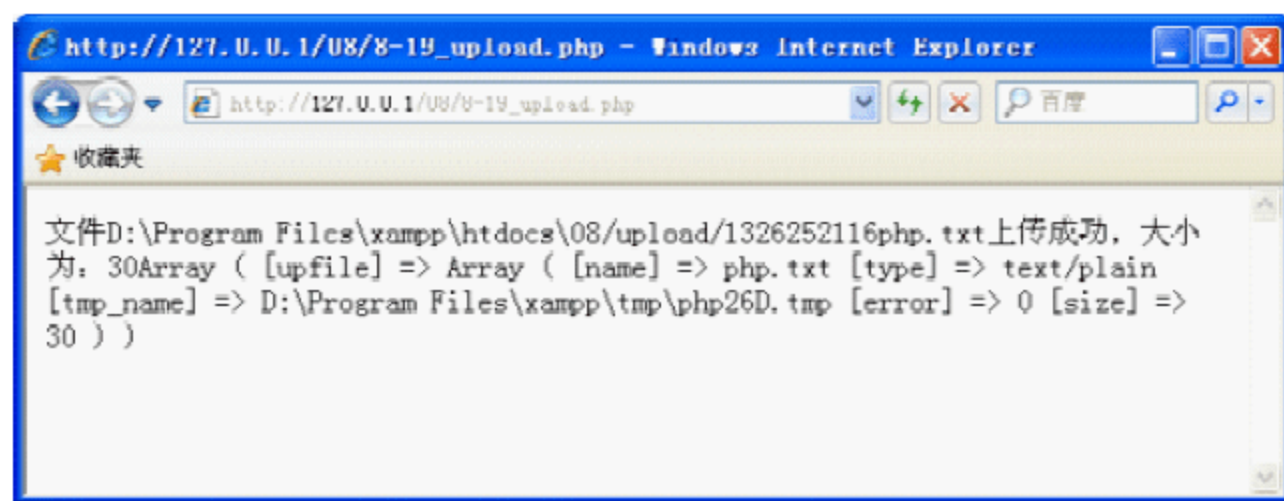 http://127.0.0.1/08/8-19_upload.php - Windows Internet Explorer
http://127.0.0.1/08/8-19_upload.php
百度
收藏夹
文件D:\Program Files\xampp\htdocs\08/upload/1326252116php.txt上传成功，大小
为：30Array ( [upfile] => Array ( [name] => php.txt [type] => text/plain
[tmp_name] => D:\Program Files\xampp\tmp\php26D.tmp [error] => 0 [size] =>
30 ) )